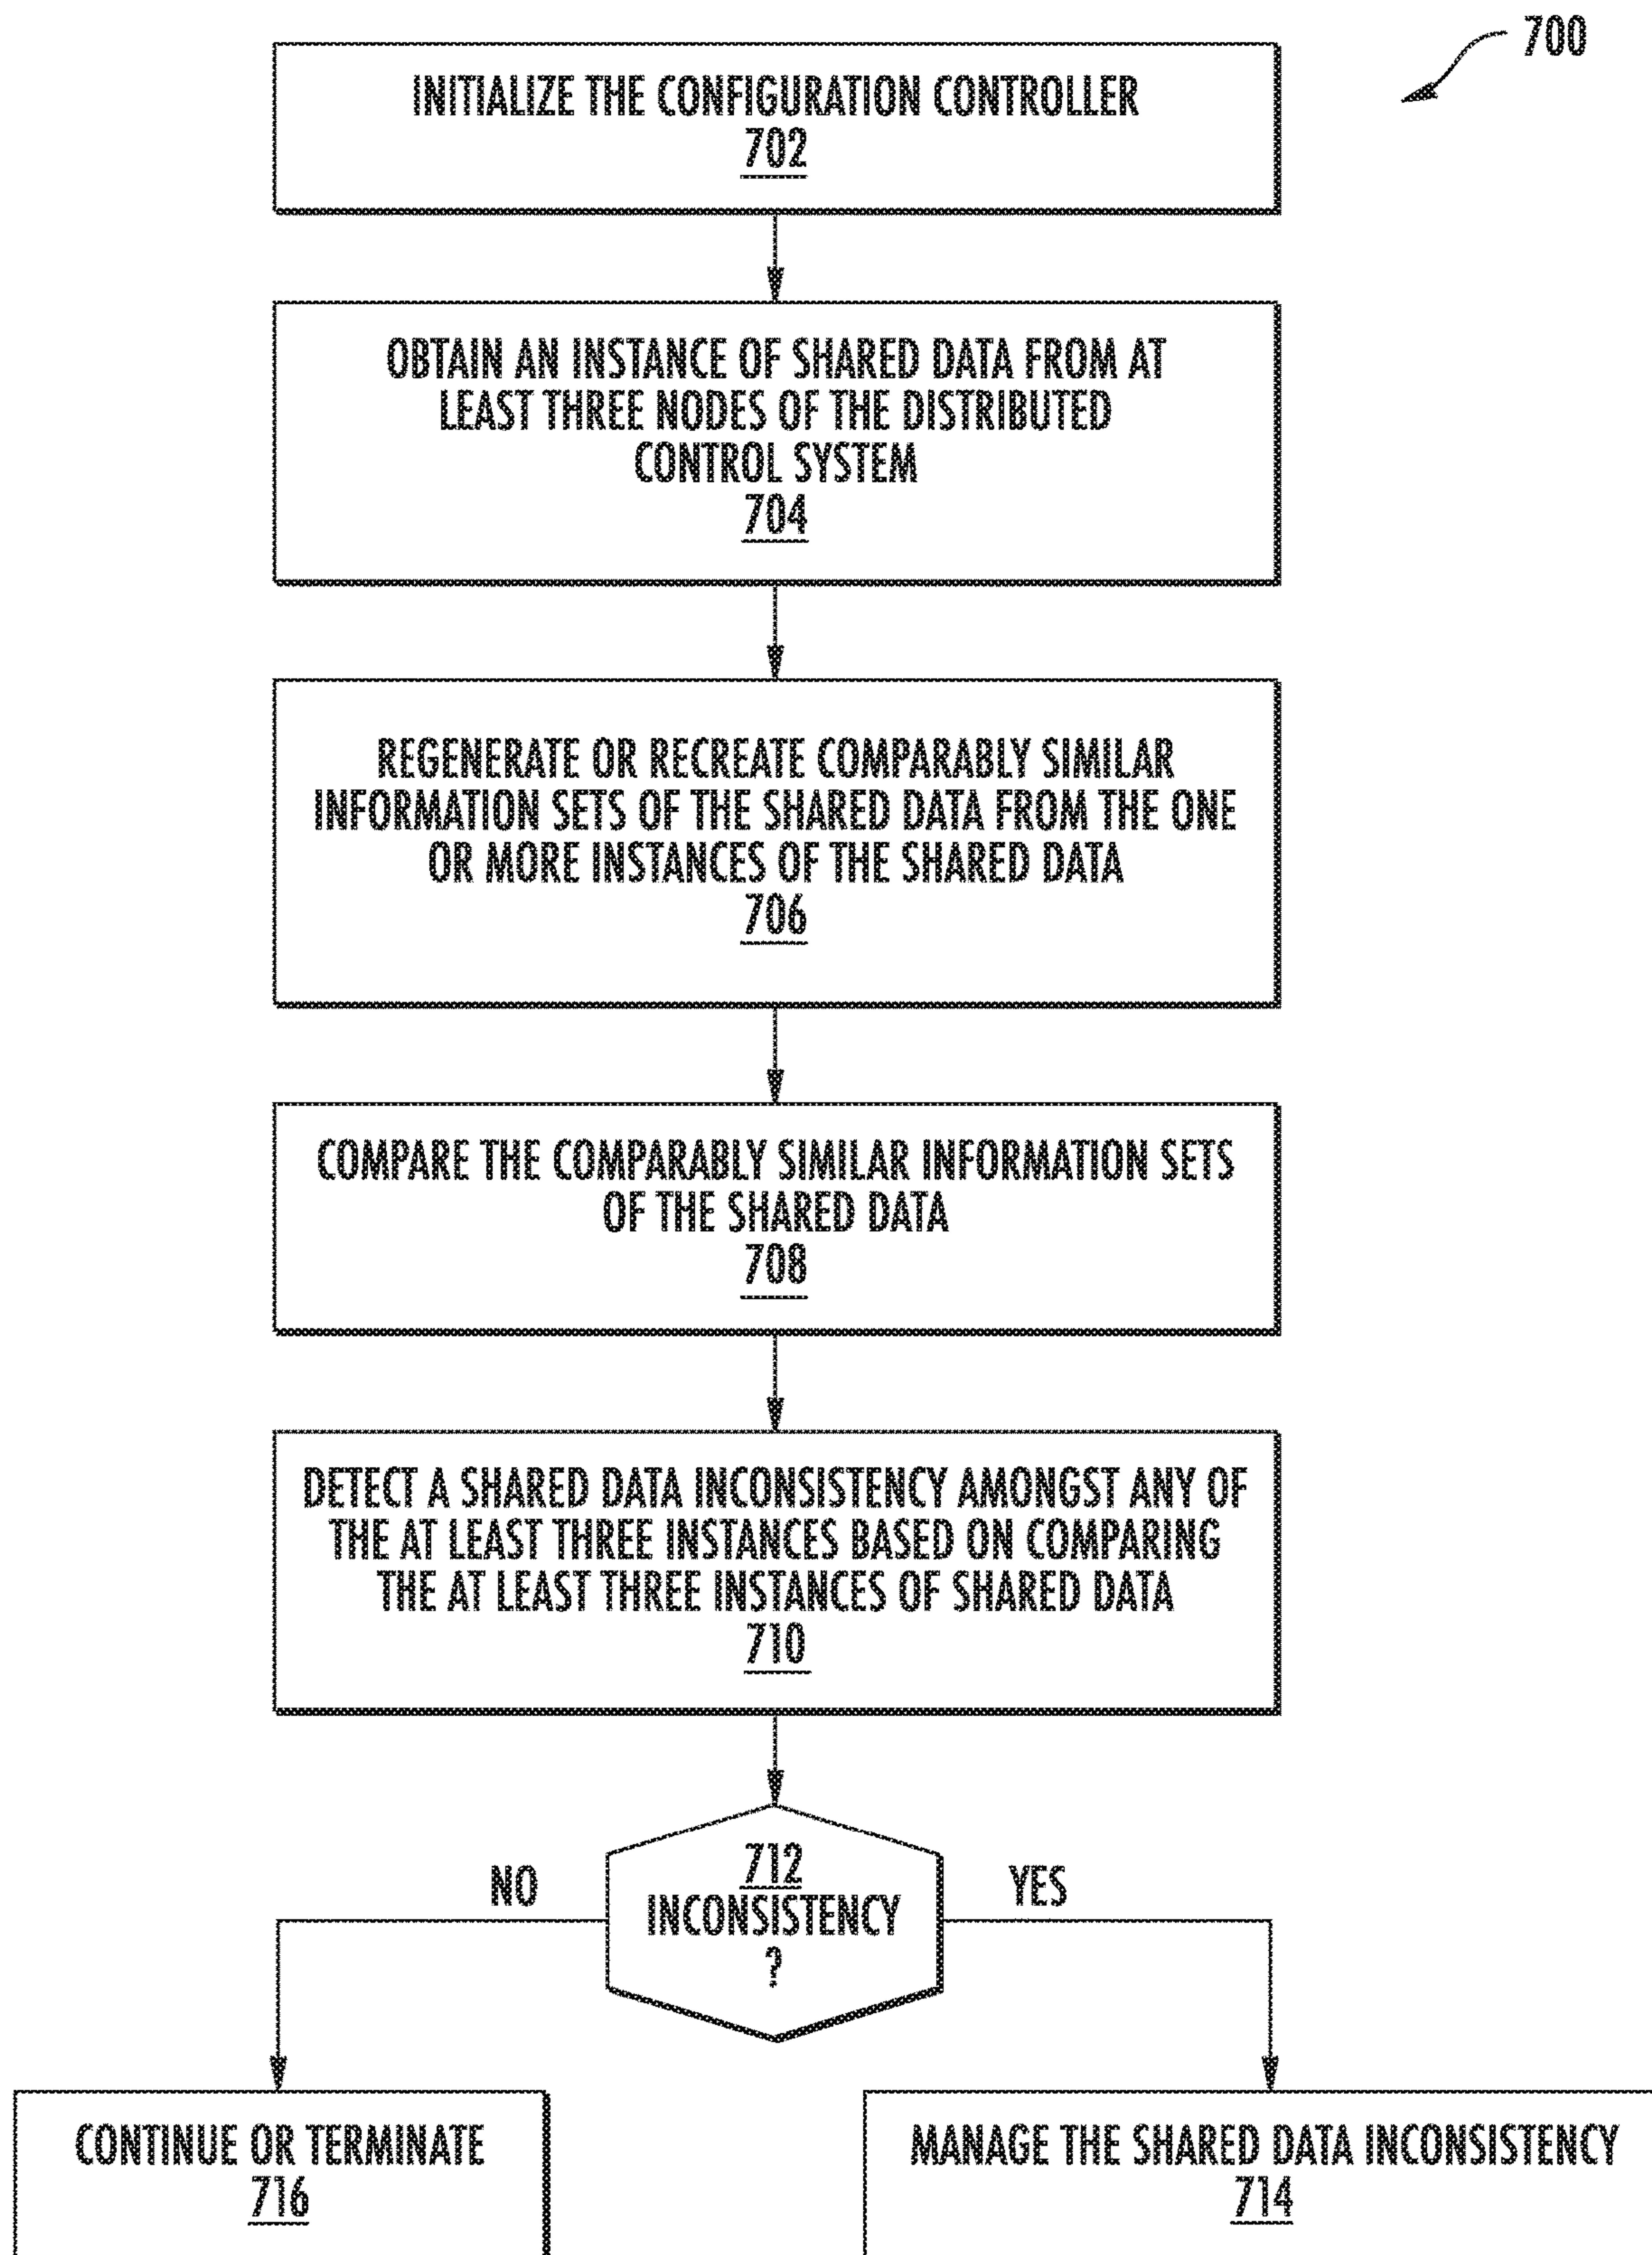 700
INITIALIZE THE CONFIGURATION CONTROLLER
702
OBTAIN AN INSTANCE OF SHARED DATA FROM AT
LEAST THREE NODES OF THE DISTRIBUTED
CONTROL SYSTEM
704
REGENERATE OR RECREATE COMPARABLY SIMILAR
INFORMATION SETS OF THE SHARED DATA FROM THE ONE
OR MORE INSTANCES OF THE SHARED DATA
706
COMPARE THE COMPARABLY SIMILAR INFORMATION SETS
OF THE SHARED DATA
708
DETECT A SHARED DATA INCONSISTENCY AMONGST ANY OF
THE AT LEAST THREE INSTANCES BASED ON COMPARING
THE AT LEAST THREE INSTANCES OF SHARED DATA
710
712
INCONSISTENCY
?
NO
YES
CONTINUE OR TERMINATE
716
MANAGE THE SHARED DATA INCONSISTENCY
714